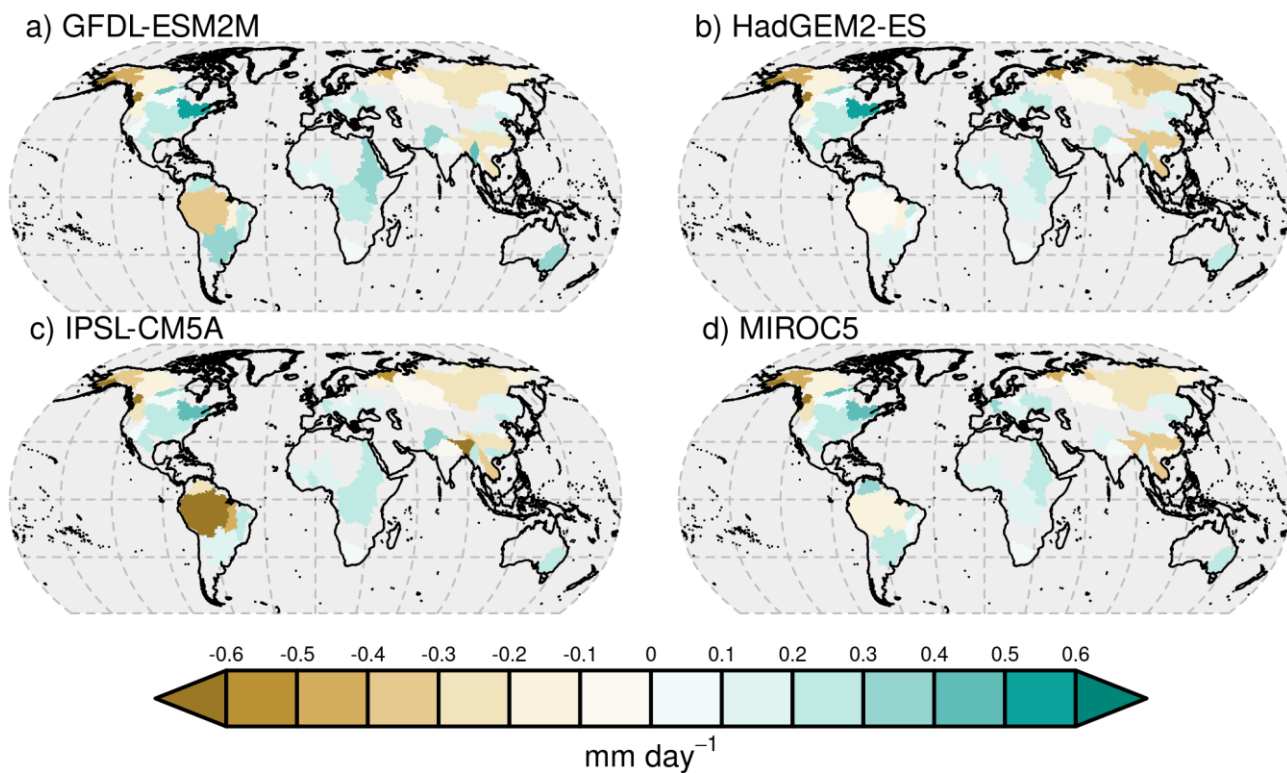 a) GFDL-ESM2M
b) HadGEM2-ES
c) IPSL-CM5A
d) MIROC5
-0.6 -0.5 -0.4 -0.3 -0.2 -0.1 0 0.1 0.2 0.3 0.4 0.5 0.6
mm day⁻¹